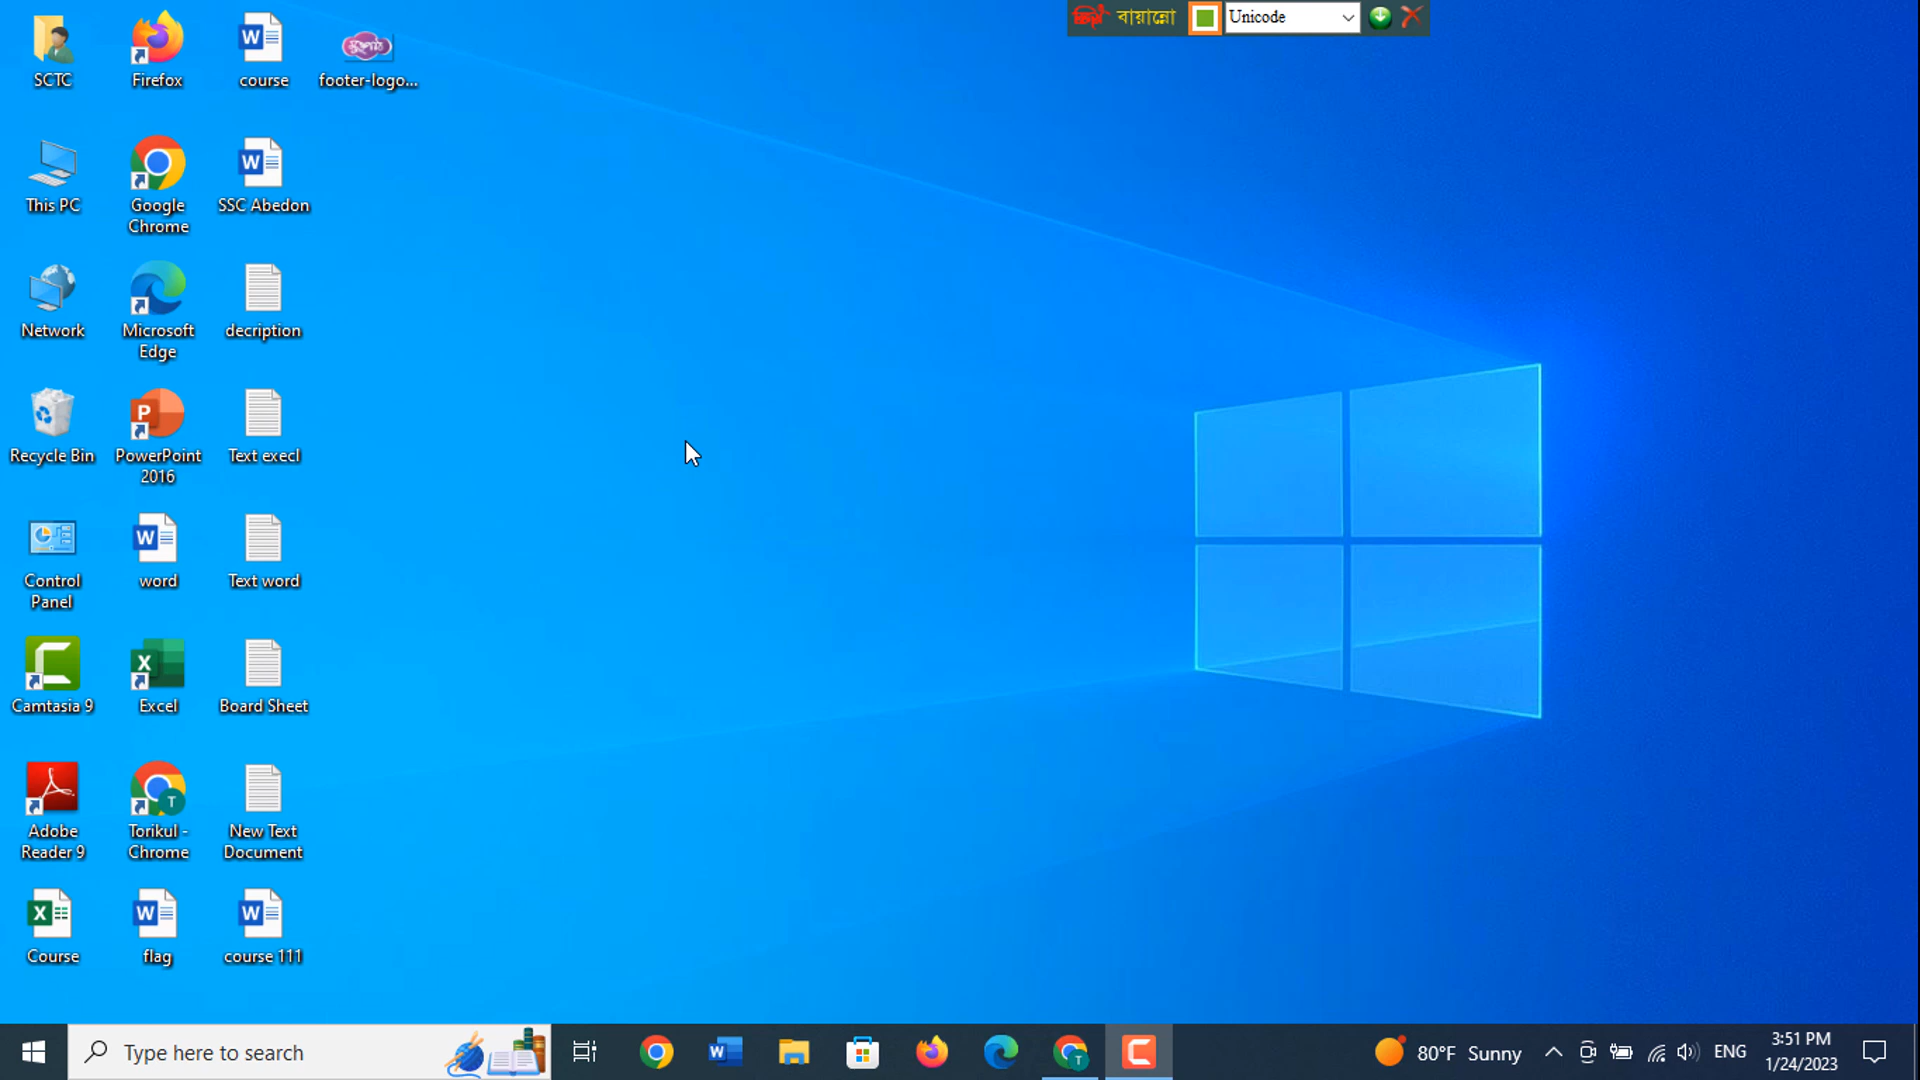 বায়ান্নো
Unicode
SCTC
Firefox
course
footer-logo...
This PC
Google
Chrome
SSC Abedon
Network
Microsoft
Edge
decription
Recycle Bin
PowerPoint
2016
Text execl
Control
Panel
word
Text word
Camtasia 9
Excel
Board Sheet
Adobe
Reader 9
Torikul -
Chrome
New Text
Document
Course
flag
course 111
Type here to search
80°F Sunny
ENG
3:51 PM
1/24/2023